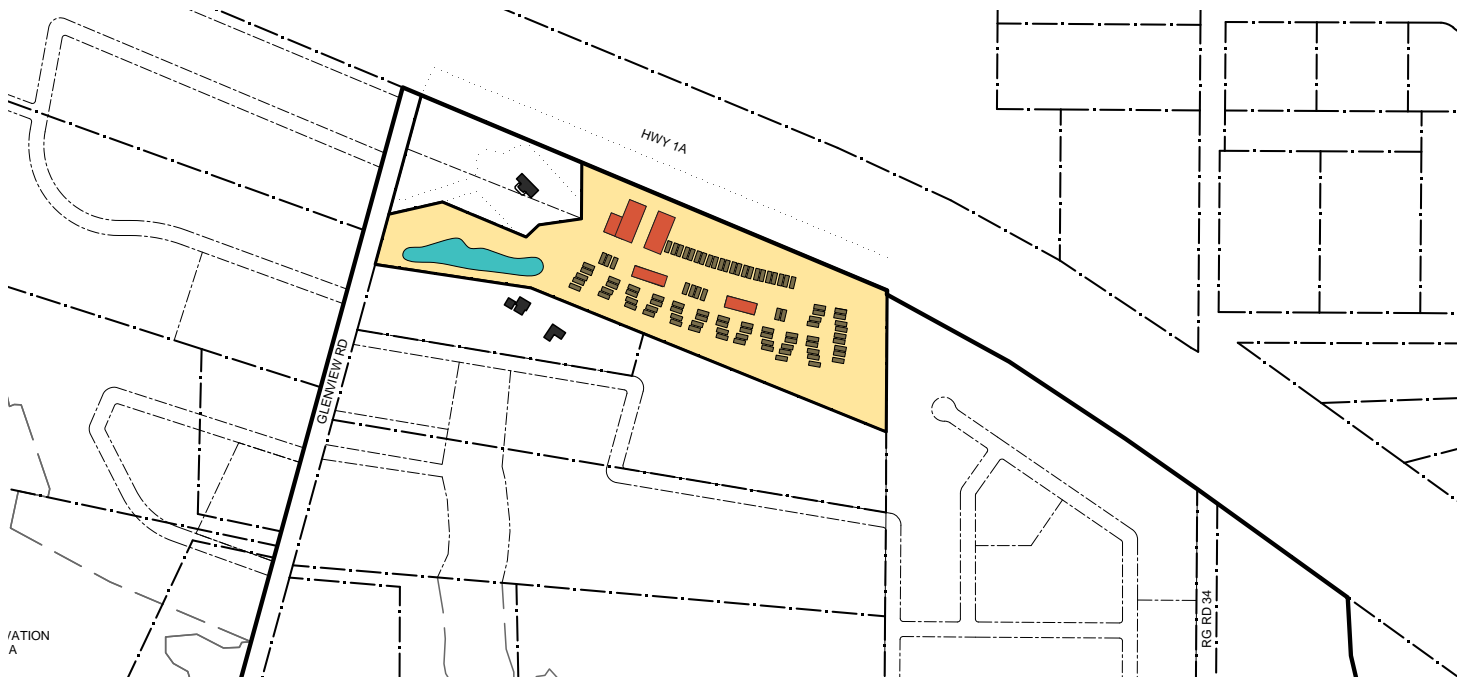 HWY 1A
GLENVIEW RD
RG RD 34
VATION
A